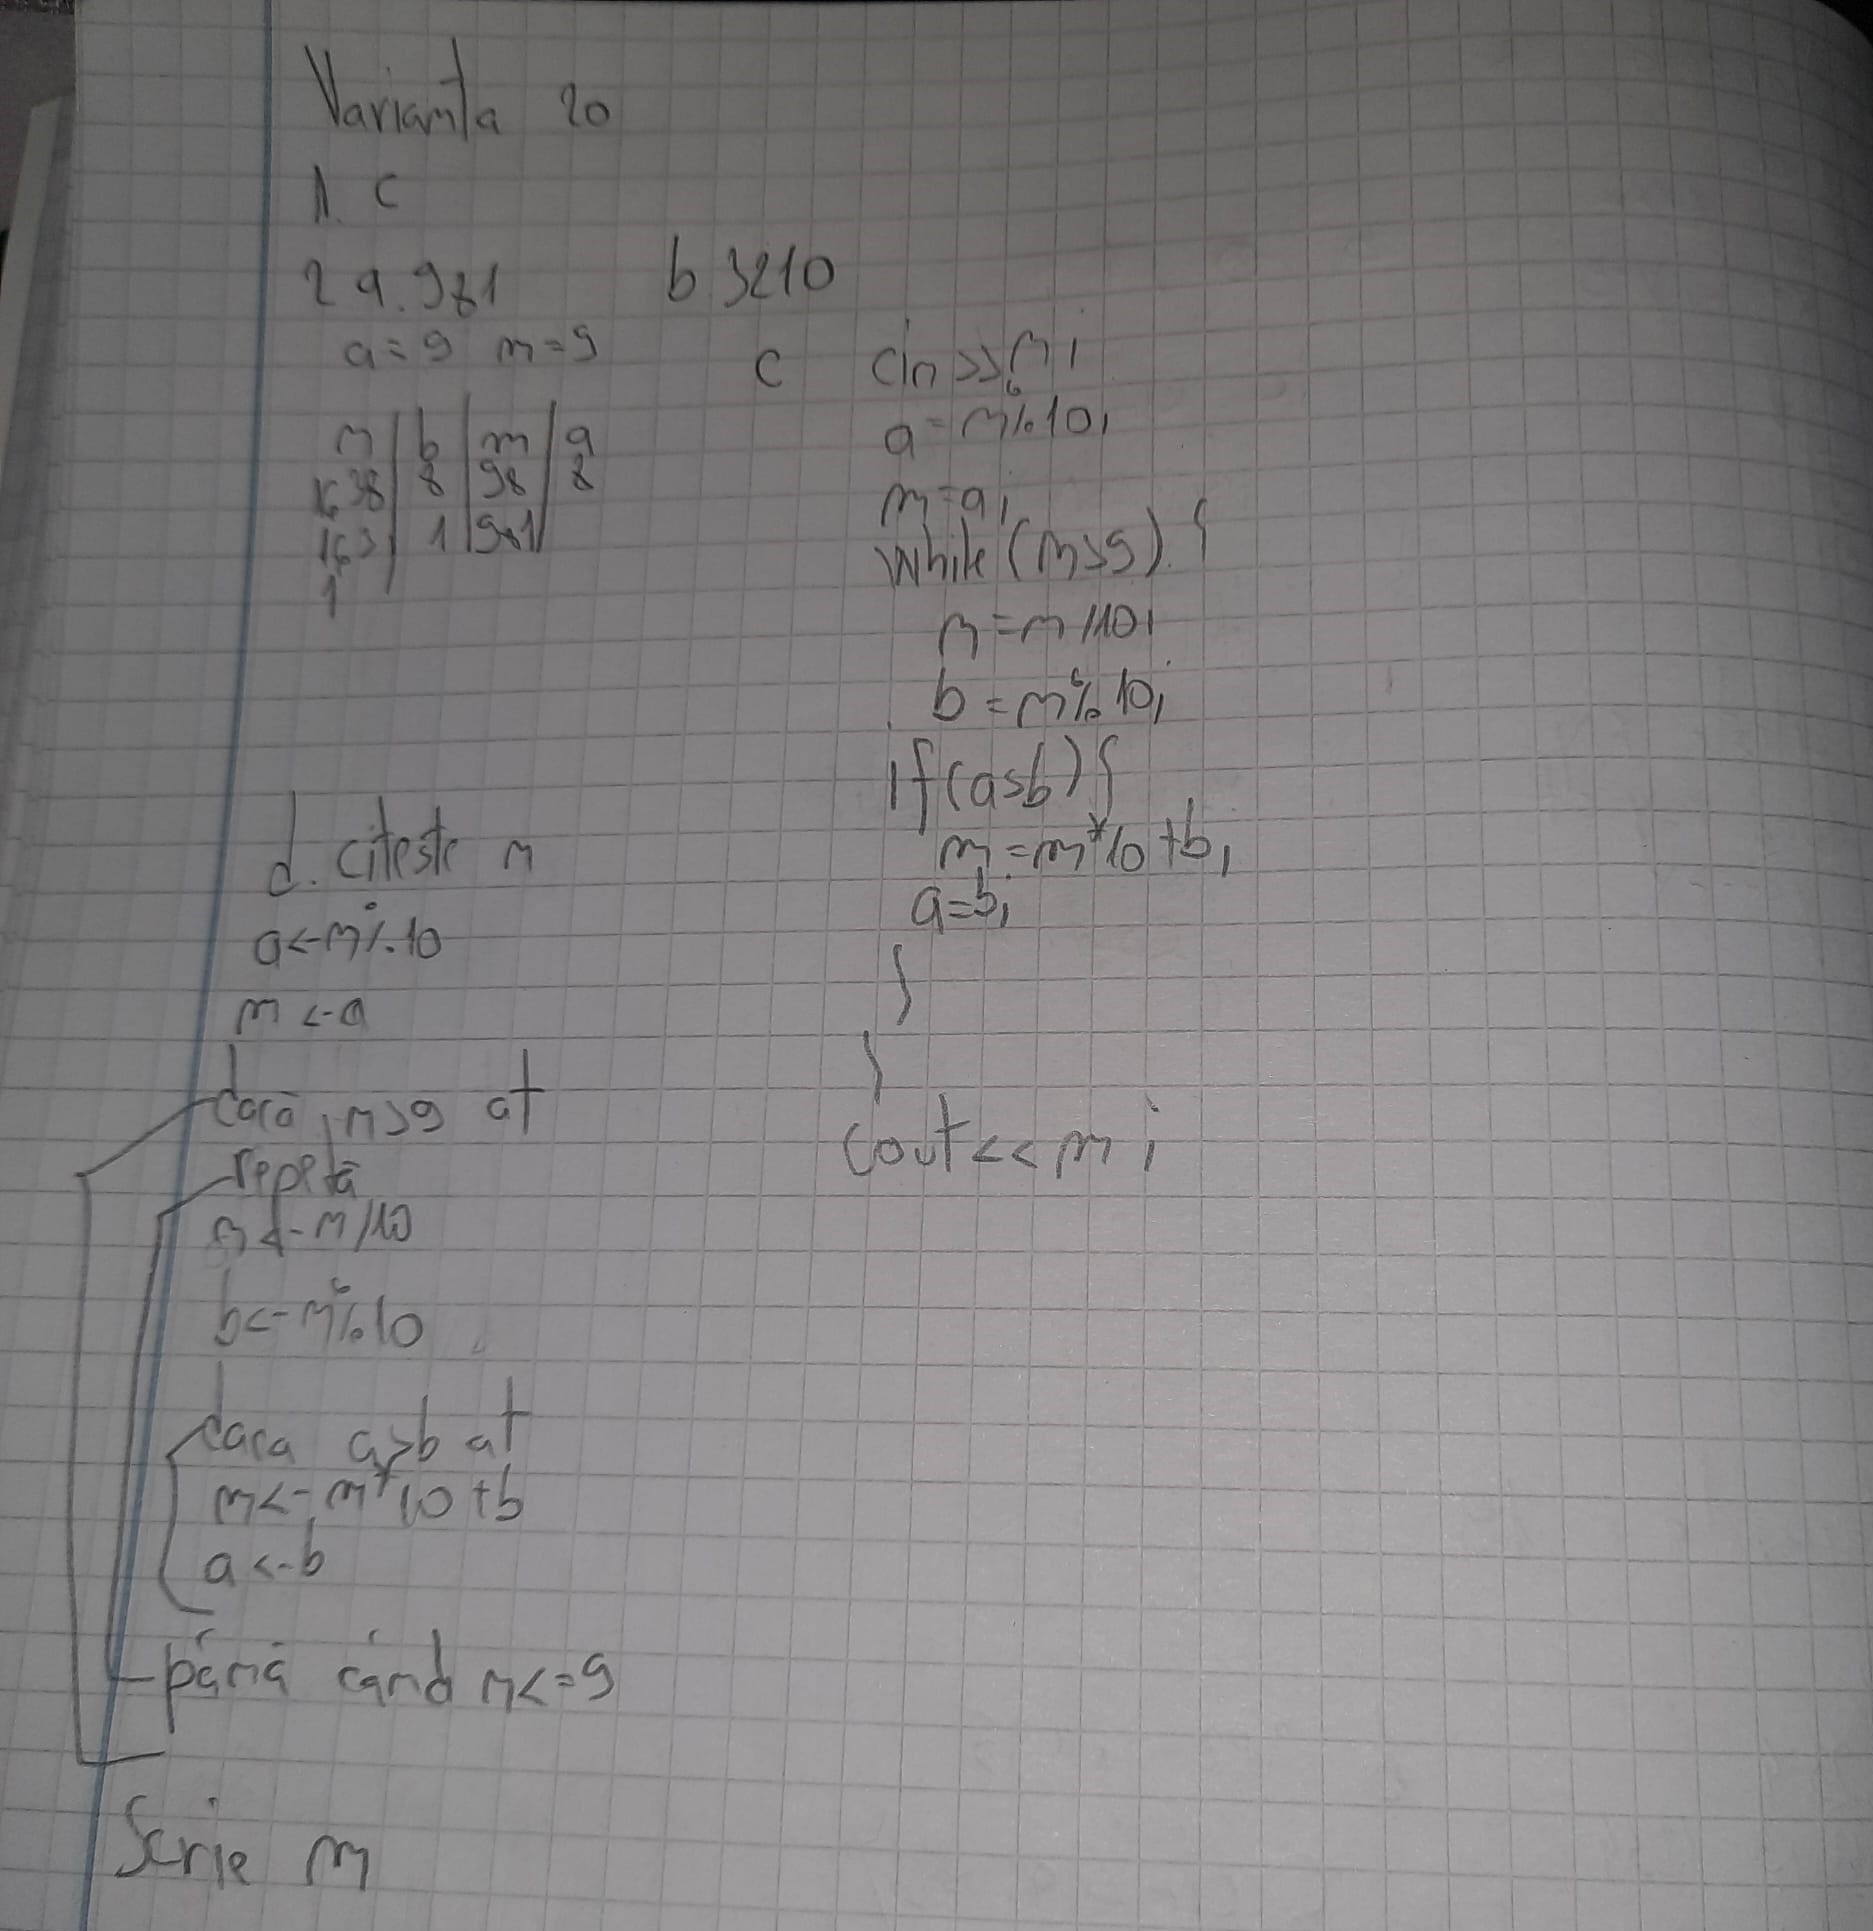 Varianta 20
1. c
2 a. 981
a=9 m=9
n b m a
1638 8 98 8
163 1 981
1
b 3210
c cin>>n;
a=n%10;
m=a;
while(n>9){
n=n/10;
b=n%10;
if(a>b){
m=m*10+b;
a=b;
}
}
cout<<m;
d. citeste n
a<-n%10
m<-a
dacă n>9 at
repetă
n<-n/10
b<-n%10
daca a>b at
m<-m*10+b
a<-b
până când n<=9
Scrie m